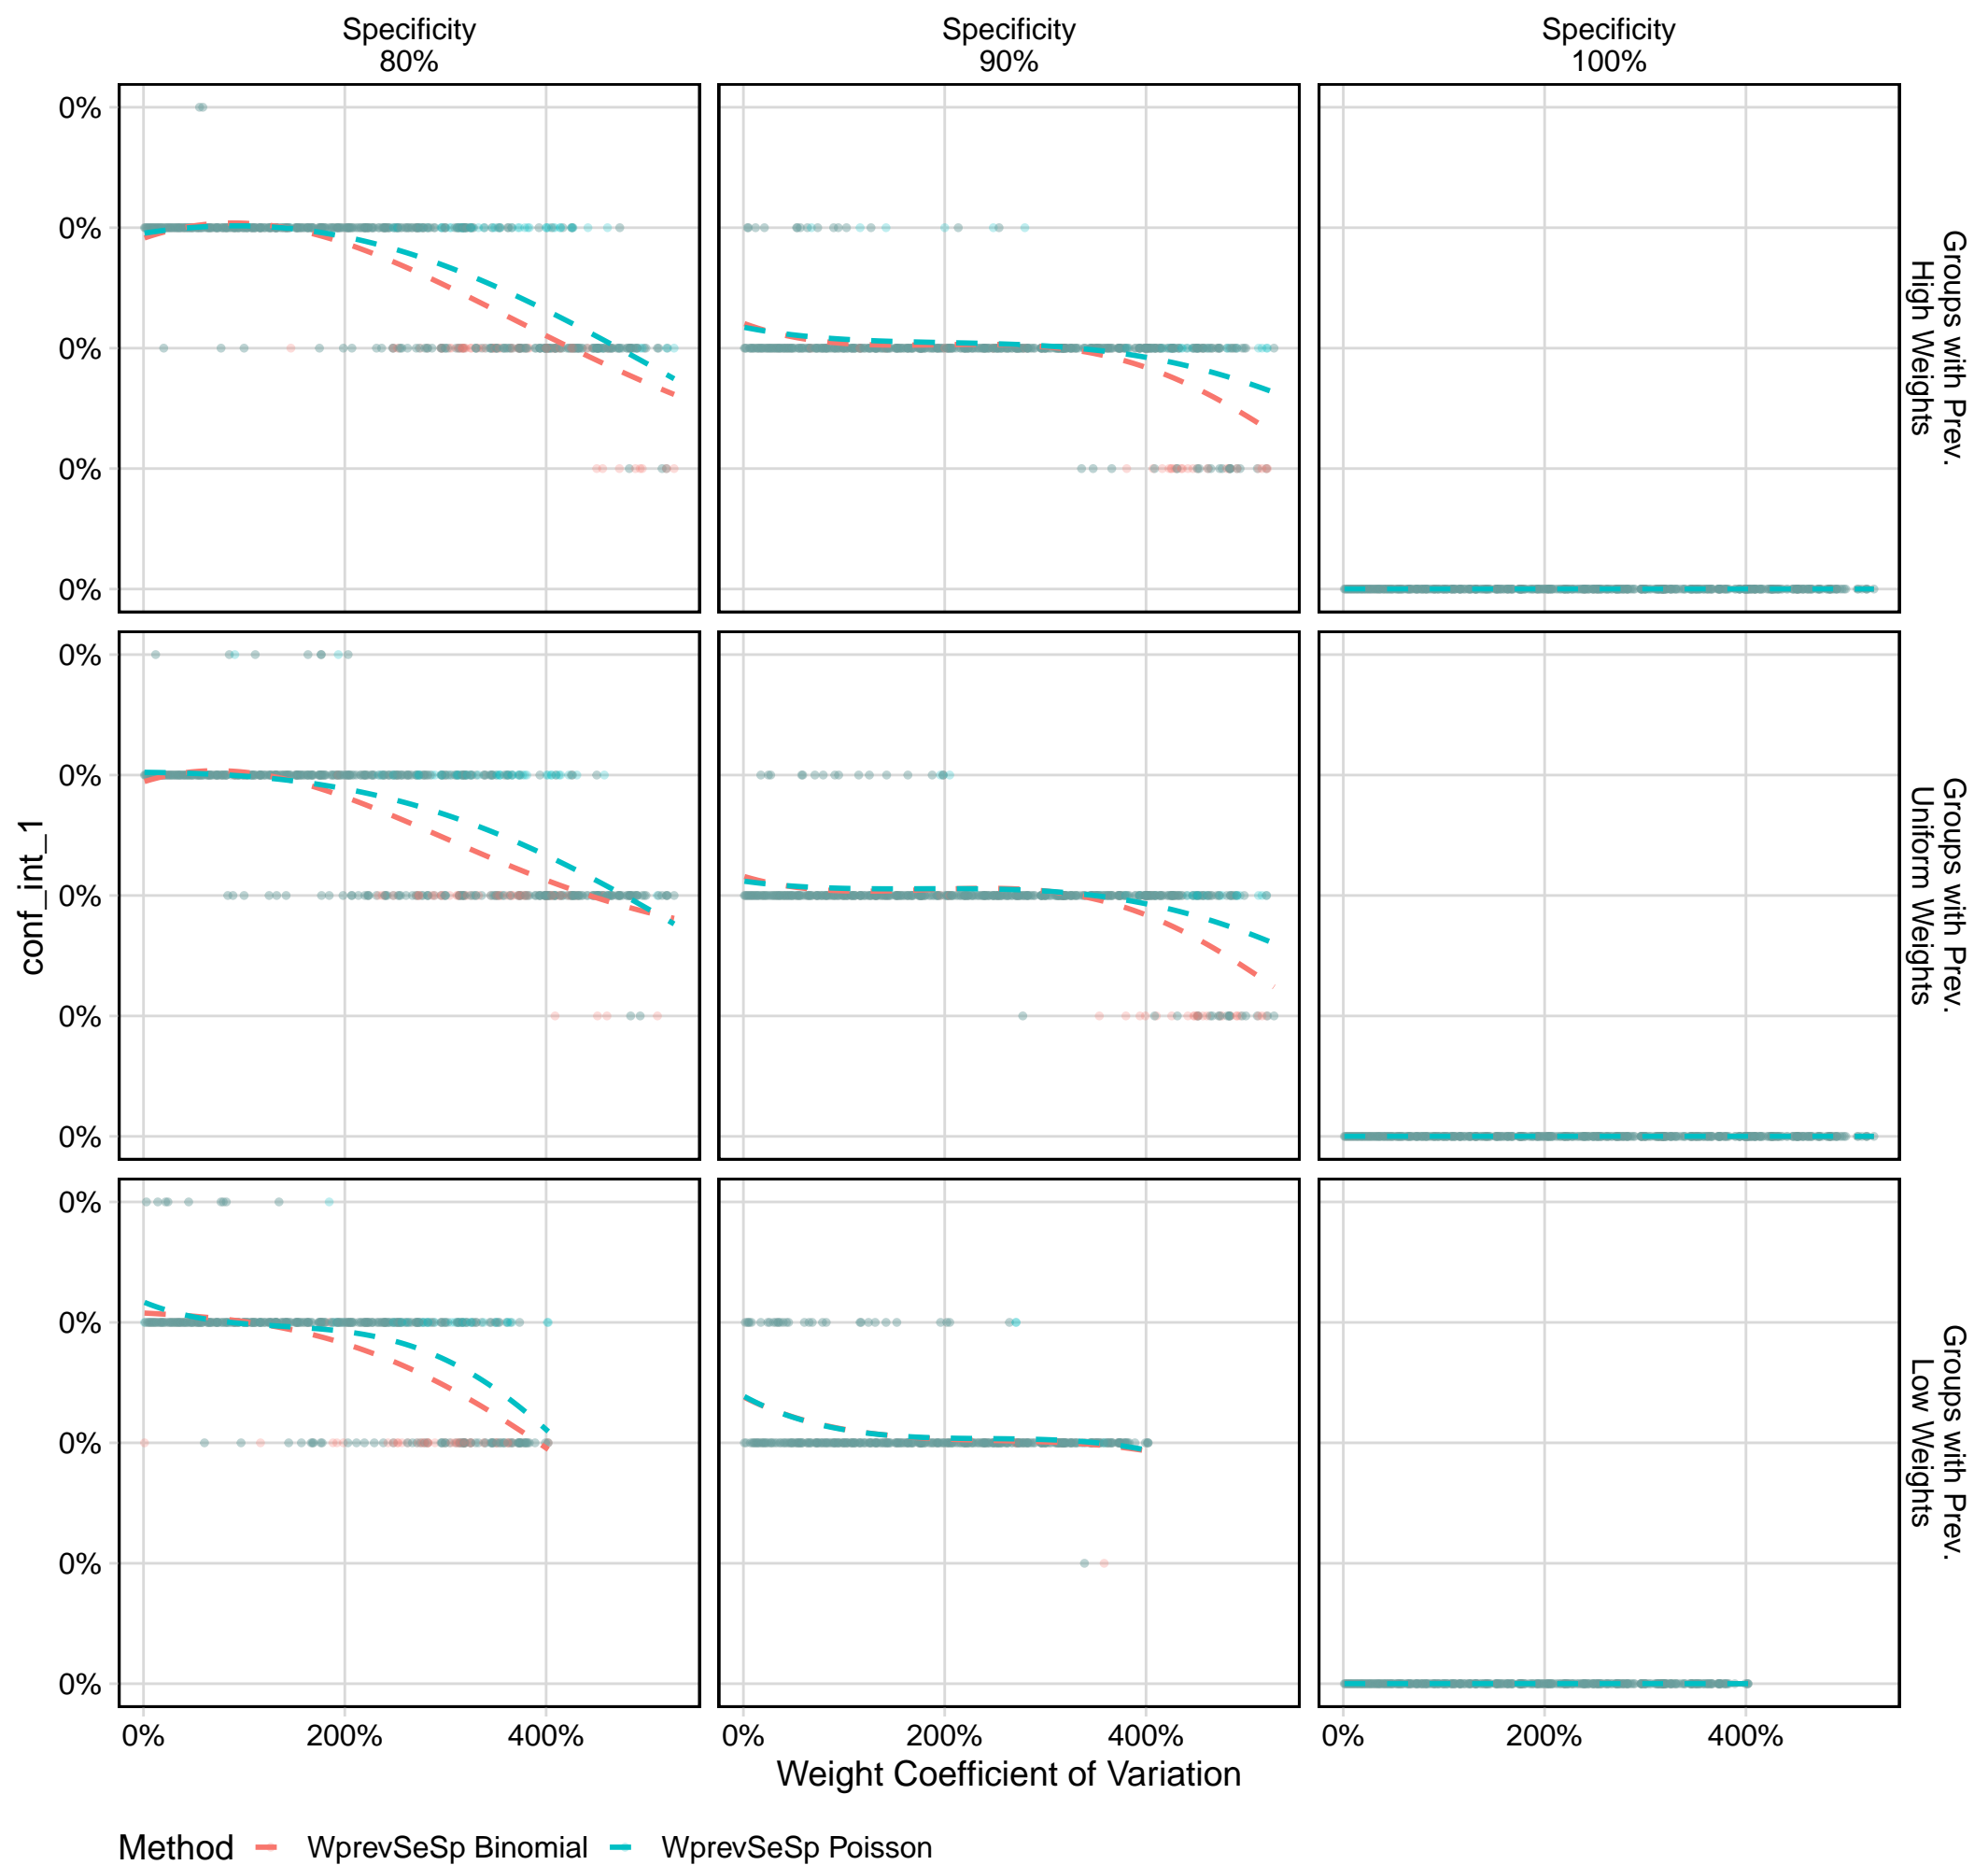 Specificity
80%
Specificity
90%
Specificity
100%
0%
0%
0%
0%
0%
Groups with Prev.
High Weights
0%
0%
0%
0%
0%
Groups with Prev.
Uniform Weights
0%
0%
0%
0%
0%
Groups with Prev.
Low Weights
conf_int_1
0% 200% 400% 0% 200% 400% 0% 200% 400%
Weight Coefficient of Variation
Method WprevSeSp Binomial WprevSeSp Poisson